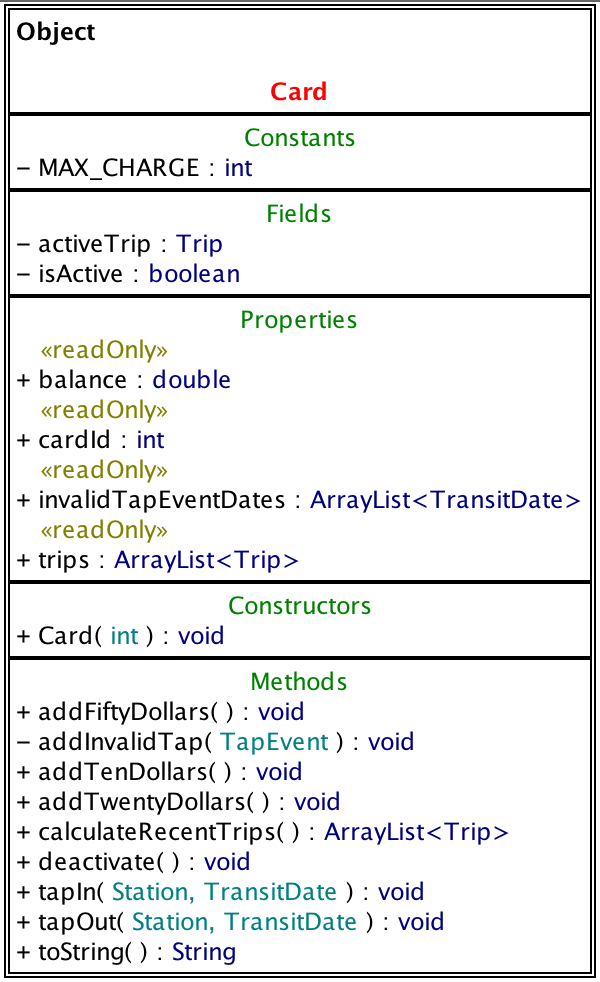 Object
Card
Constants
– MAX_CHARGE : int
Fields
– activeTrip : Trip
– isActive : boolean
Properties
«readOnly»
+ balance : double
«readOnly»
+ cardId : int
«readOnly»
+ invalidTapEventDates : ArrayList<TransitDate>
«readOnly»
+ trips : ArrayList<Trip>
Constructors
+ Card( int ) : void
Methods
+ addFiftyDollars( ) : void
– addInvalidTap( TapEvent ) : void
+ addTenDollars( ) : void
+ addTwentyDollars( ) : void
+ calculateRecentTrips( ) : ArrayList<Trip>
+ deactivate( ) : void
+ tapIn( Station, TransitDate ) : void
+ tapOut( Station, TransitDate ) : void
+ toString( ) : String